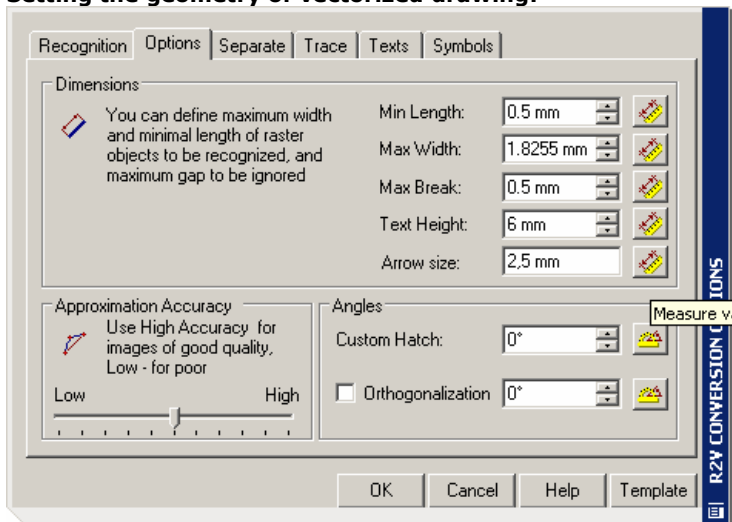 Setting the geometry of vectorized drawing.
Recognition Options Separate Trace Texts Symbols
Dimensions
You can define maximum width
and minimal length of raster
objects to be recognized, and
maximum gap to be ignored
Min Length: 0.5 mm
Max Width: 1.8255 mm
Max Break: 0.5 mm
Text Height: 6 mm
Arrow size: 2,5 mm
Approximation Accuracy
Use High Accuracy for
images of good quality,
Low - for poor
Low High
Angles
Custom Hatch: 0°
Orthogonalization 0°
Measure
OK Cancel Help Template
R2V CONVERSION